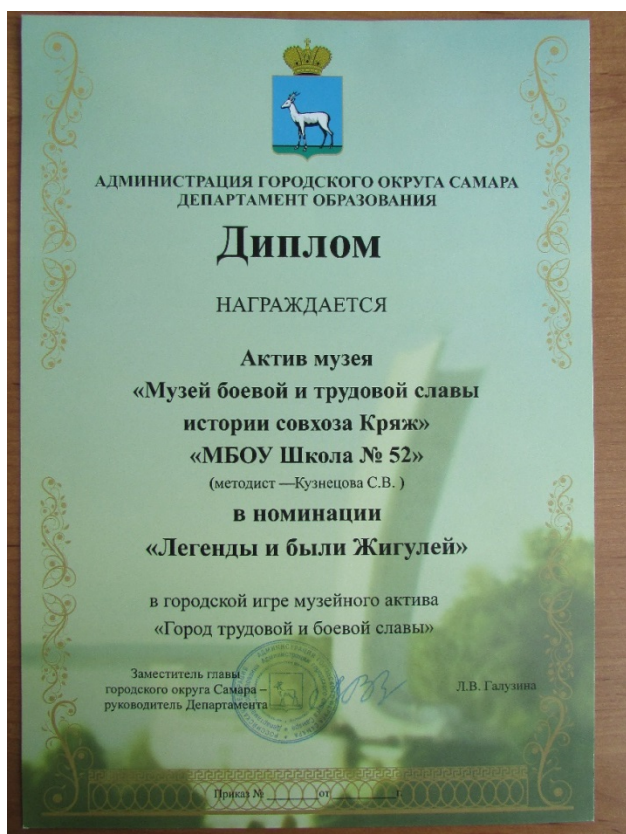 АДМИНИСТРАЦИЯ ГОРОДСКОГО ОКРУГА САМАРА
ДЕПАРТАМЕНТ ОБРАЗОВАНИЯ
Диплом
НАГРАЖДАЕТСЯ
Актив музея
«Музей боевой и трудовой славы
истории совхоза Кряж»
«МБОУ Школа № 52»
(методист —Кузнецова С.В. )
в номинации
«Легенды и были Жигулей»
в городской игре музейного актива
«Город трудовой и боевой славы»
Заместитель главы
городского округа Самара –
руководитель Департамента
Л.В. Галузина
Приказ № ________от ____________г.